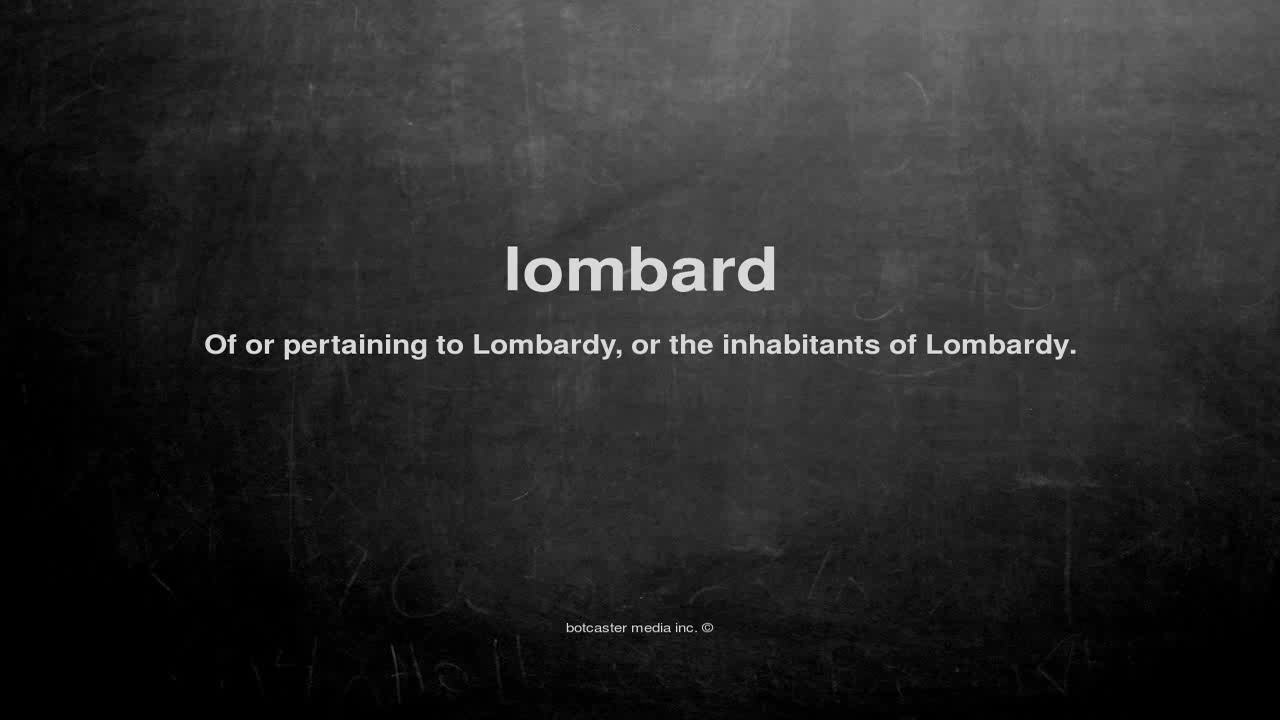 lombard
Of or pertaining to Lombardy, or the inhabitants of Lombardy.
botcaster media inc. ©